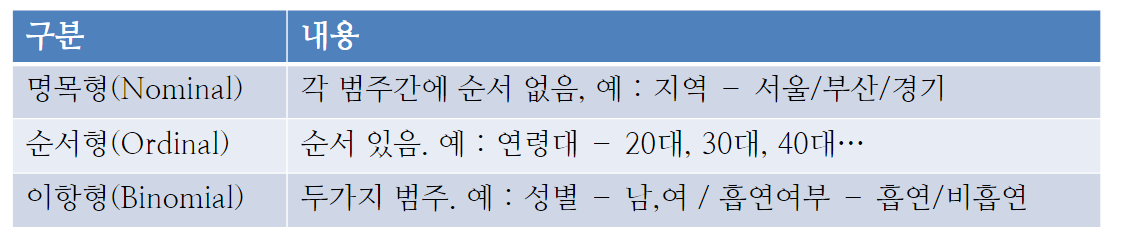 구분 내용
명목형(Nominal) 각 범주간에 순서 없음, 예 : 지역 - 서울/부산/경기
순서형(Ordinal) 순서 있음. 예 : 연령대 - 20대, 30대, 40대…
이항형(Binomial) 두가지 범주. 예 : 성별 - 남,여 / 흡연여부 - 흡연/비흡연